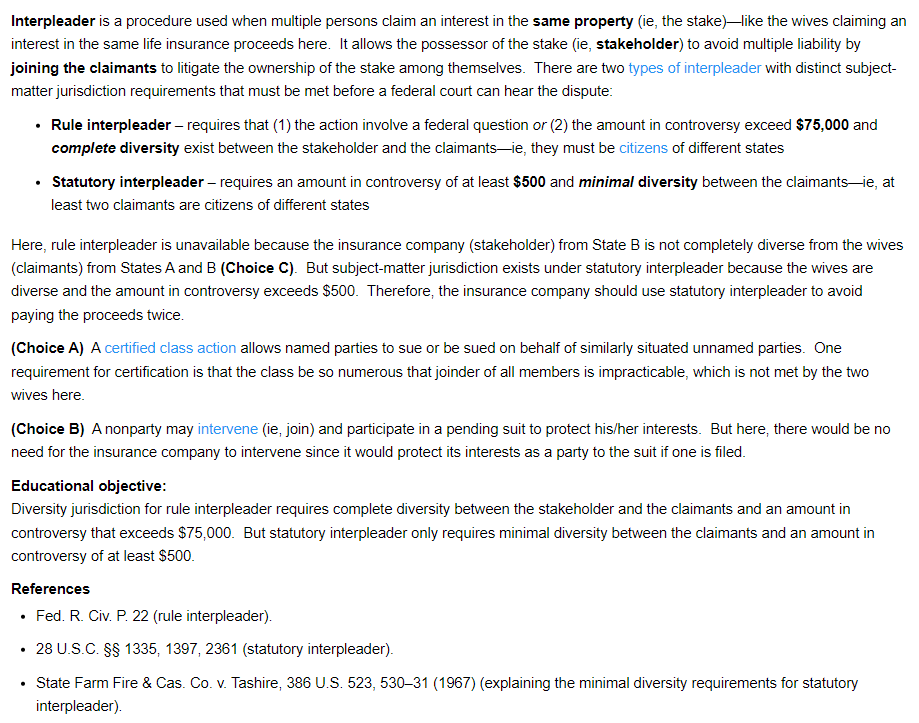 Interpleader is a procedure used when multiple persons claim an interest in the same property (ie, the stake)—like the wives claiming an
interest in the same life insurance proceeds here. It allows the possessor of the stake (ie, stakeholder) to avoid multiple liability by
joining the claimants to litigate the ownership of the stake among themselves. There are two types of interpleader with distinct subject-
matter jurisdiction requirements that must be met before a federal court can hear the dispute:
• Rule interpleader – requires that (1) the action involve a federal question or (2) the amount in controversy exceed $75,000 and
complete diversity exist between the stakeholder and the claimants—ie, they must be citizens of different states
• Statutory interpleader – requires an amount in controversy of at least $500 and minimal diversity between the claimants—ie, at
least two claimants are citizens of different states
Here, rule interpleader is unavailable because the insurance company (stakeholder) from State B is not completely diverse from the wives
(claimants) from States A and B (Choice C). But subject-matter jurisdiction exists under statutory interpleader because the wives are
diverse and the amount in controversy exceeds $500. Therefore, the insurance company should use statutory interpleader to avoid
paying the proceeds twice.
(Choice A) A certified class action allows named parties to sue or be sued on behalf of similarly situated unnamed parties. One
requirement for certification is that the class be so numerous that joinder of all members is impracticable, which is not met by the two
wives here.
(Choice B) A nonparty may intervene (ie, join) and participate in a pending suit to protect his/her interests. But here, there would be no
need for the insurance company to intervene since it would protect its interests as a party to the suit if one is filed.
Educational objective:
Diversity jurisdiction for rule interpleader requires complete diversity between the stakeholder and the claimants and an amount in
controversy that exceeds $75,000. But statutory interpleader only requires minimal diversity between the claimants and an amount in
controversy of at least $500.
References
• Fed. R. Civ. P. 22 (rule interpleader).
• 28 U.S.C. §§ 1335, 1397, 2361 (statutory interpleader).
• State Farm Fire & Cas. Co. v. Tashire, 386 U.S. 523, 530–31 (1967) (explaining the minimal diversity requirements for statutory
interpleader).